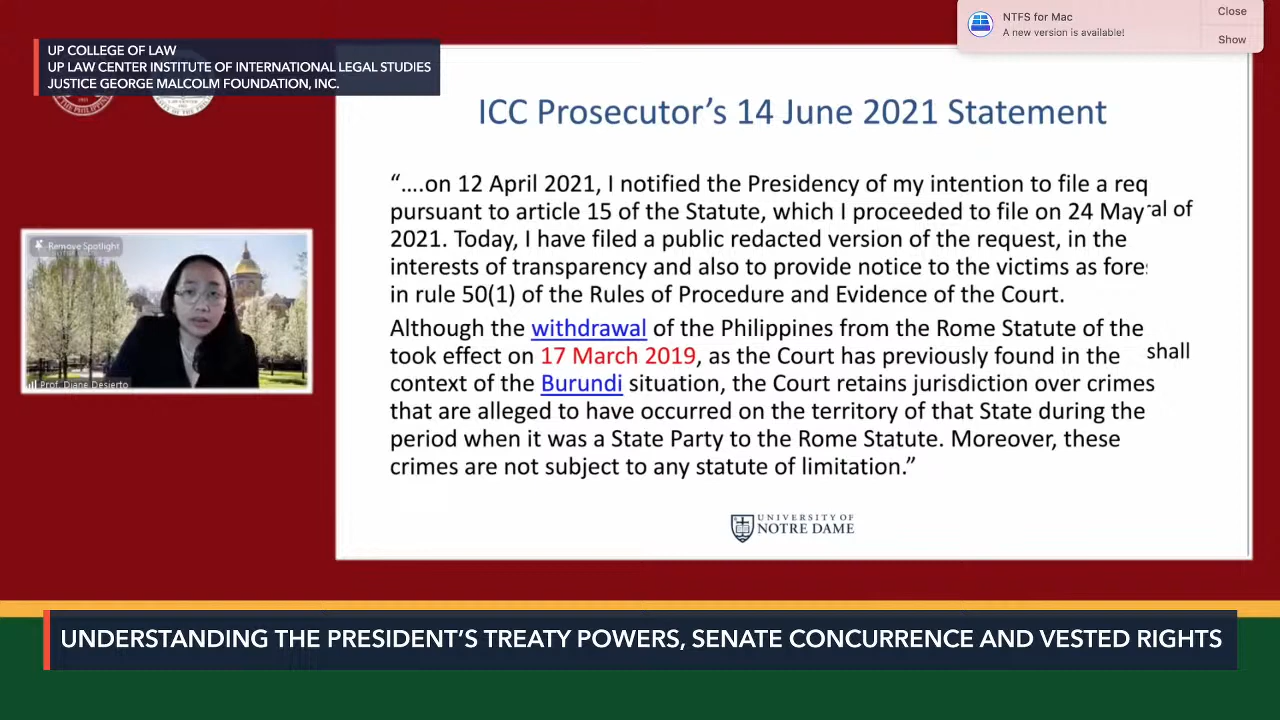 NTFS for Mac
A new version is available!
Close
Show
UP COLLEGE OF LAW
UP LAW CENTER INSTITUTE OF INTERNATIONAL LEGAL STUDIES
JUSTICE GEORGE MALCOLM FOUNDATION, INC.
ICC Prosecutor's 14 June 2021 Statement
“….on 12 April 2021, I notified the Presidency of my intention to file a req
pursuant to article 15 of the Statute, which I proceeded to file on 24 May
al of
2021. Today, I have filed a public redacted version of the request, in the
interests of transparency and also to provide notice to the victims as fore
in rule 50(1) of the Rules of Procedure and Evidence of the Court.
Although the withdrawal of the Philippines from the Rome Statute of the
took effect on 17 March 2019, as the Court has previously found in the
shall
context of the Burundi situation, the Court retains jurisdiction over crimes
that are alleged to have occurred on the territory of that State during the
period when it was a State Party to the Rome Statute. Moreover, these
crimes are not subject to any statute of limitation.”
UNIVERSITY OF
NOTRE DAME
Remove Spotlight
Prof. Diane Desierto
UNDERSTANDING THE PRESIDENT'S TREATY POWERS, SENATE CONCURRENCE AND VESTED RIGHTS